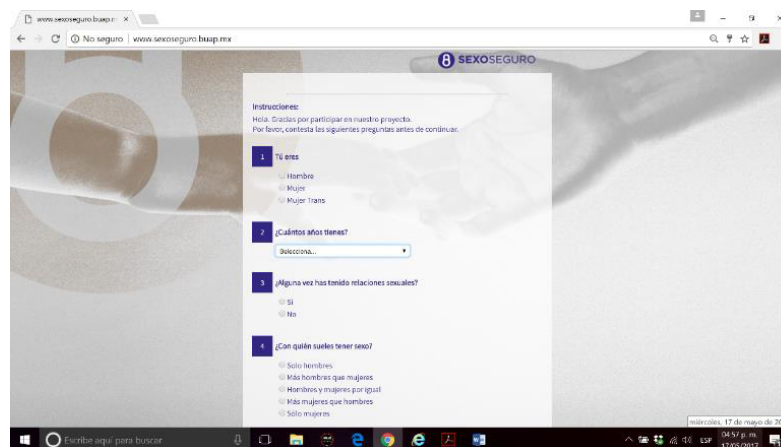 www.sexoseguro.buap.m
No seguro | www.sexoseguro.buap.mx
SEXOSEGURO
Instrucciones:
Hola. Gracias por participar en nuestro proyecto.
Por favor, contesta las siguientes preguntas antes de continuar.
1 Tú eres
Hombre
Mujer
Mujer Trans
2 ¿Cuántos años tienes?
Selecciona...
3 ¿Alguna vez has tenido relaciones sexuales?
Si
No
4 ¿Con quién sueles tener sexo?
Solo hombres
Más hombres que mujeres
Hombres y mujeres por igual
Más mujeres que hombres
Sólo mujeres
miércoles, 17 de mayo de 20
Escribe aquí para buscar
ESP
04:57 p. m.
17/05/2017